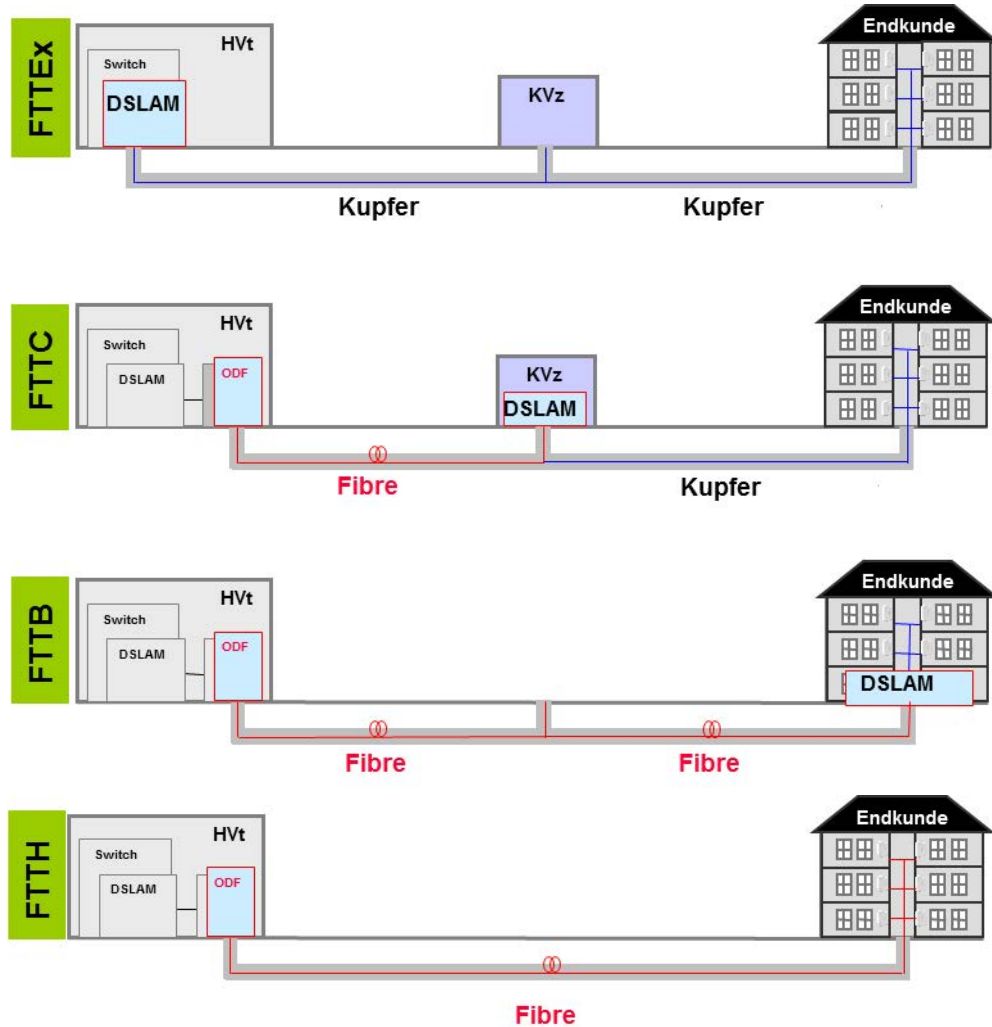 FTTEx
HVt
Switch
DSLAM
KVz
Endkunde
Kupfer
Kupfer
FTTC
HVt
Switch
DSLAM
ODF
KVz
DSLAM
Endkunde
Fibre
Kupfer
FTTB
HVt
Switch
DSLAM
ODF
Endkunde
DSLAM
Fibre
Fibre
FTTH
HVt
Switch
DSLAM
ODF
Endkunde
Fibre